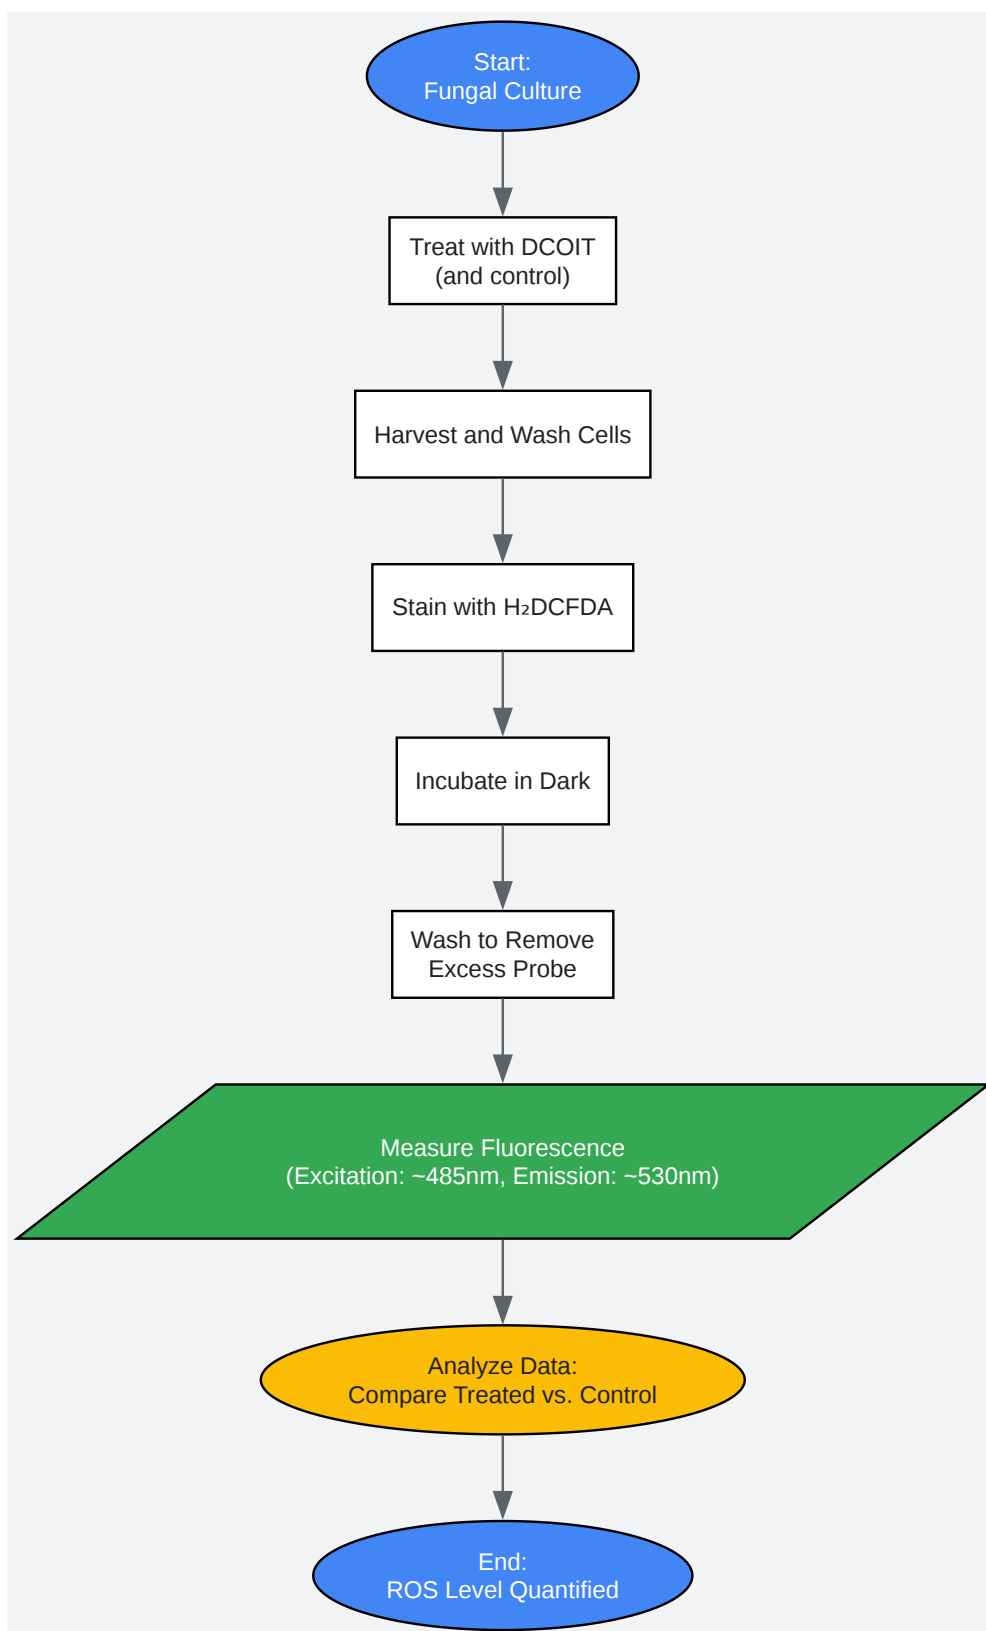 Start:
Fungal Culture
Treat with DCOIT
(and control)
Harvest and Wash Cells
Stain with H₂DCFDA
Incubate in Dark
Wash to Remove
Excess Probe
Measure Fluorescence
(Excitation: ~485nm, Emission: ~530nm)
Analyze Data:
Compare Treated vs. Control
End:
ROS Level Quantified